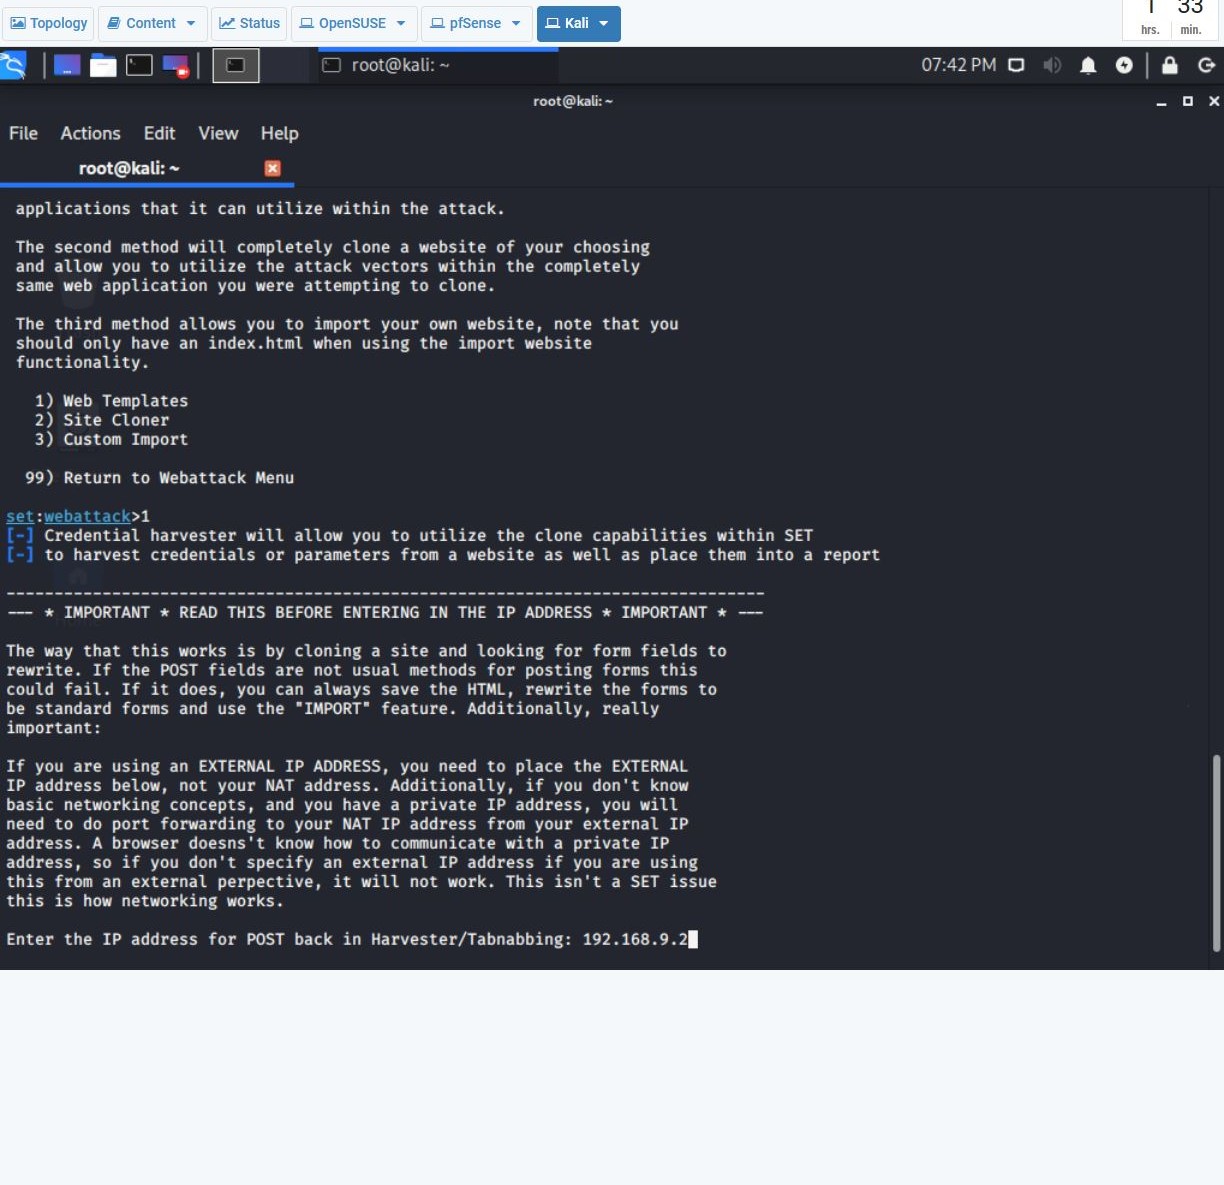 Topology Content Status OpenSUSE pfSense Kali
1 33
hrs. min.
root@kali: ~ 07:42 PM
root@kali: ~
File Actions Edit View Help
root@kali: ~
applications that it can utilize within the attack.
The second method will completely clone a website of your choosing
and allow you to utilize the attack vectors within the completely
same web application you were attempting to clone.
The third method allows you to import your own website, note that you
should only have an index.html when using the import website
functionality.
1) Web Templates
2) Site Cloner
3) Custom Import
99) Return to Webattack Menu
set:webattack>1
[-] Credential harvester will allow you to utilize the clone capabilities within SET
[-] to harvest credentials or parameters from a website as well as place them into a report
-------------------------------------------------------------------------------
--- * IMPORTANT * READ THIS BEFORE ENTERING IN THE IP ADDRESS * IMPORTANT * ---
The way that this works is by cloning a site and looking for form fields to
rewrite. If the POST fields are not usual methods for posting forms this
could fail. If it does, you can always save the HTML, rewrite the forms to
be standard forms and use the "IMPORT" feature. Additionally, really
important:
If you are using an EXTERNAL IP ADDRESS, you need to place the EXTERNAL
IP address below, not your NAT address. Additionally, if you don't know
basic networking concepts, and you have a private IP address, you will
need to do port forwarding to your NAT IP address from your external IP
address. A browser doesns't know how to communicate with a private IP
address, so if you don't specify an external IP address if you are using
this from an external perpective, it will not work. This isn't a SET issue
this is how networking works.
Enter the IP address for POST back in Harvester/Tabnabbing: 192.168.9.2